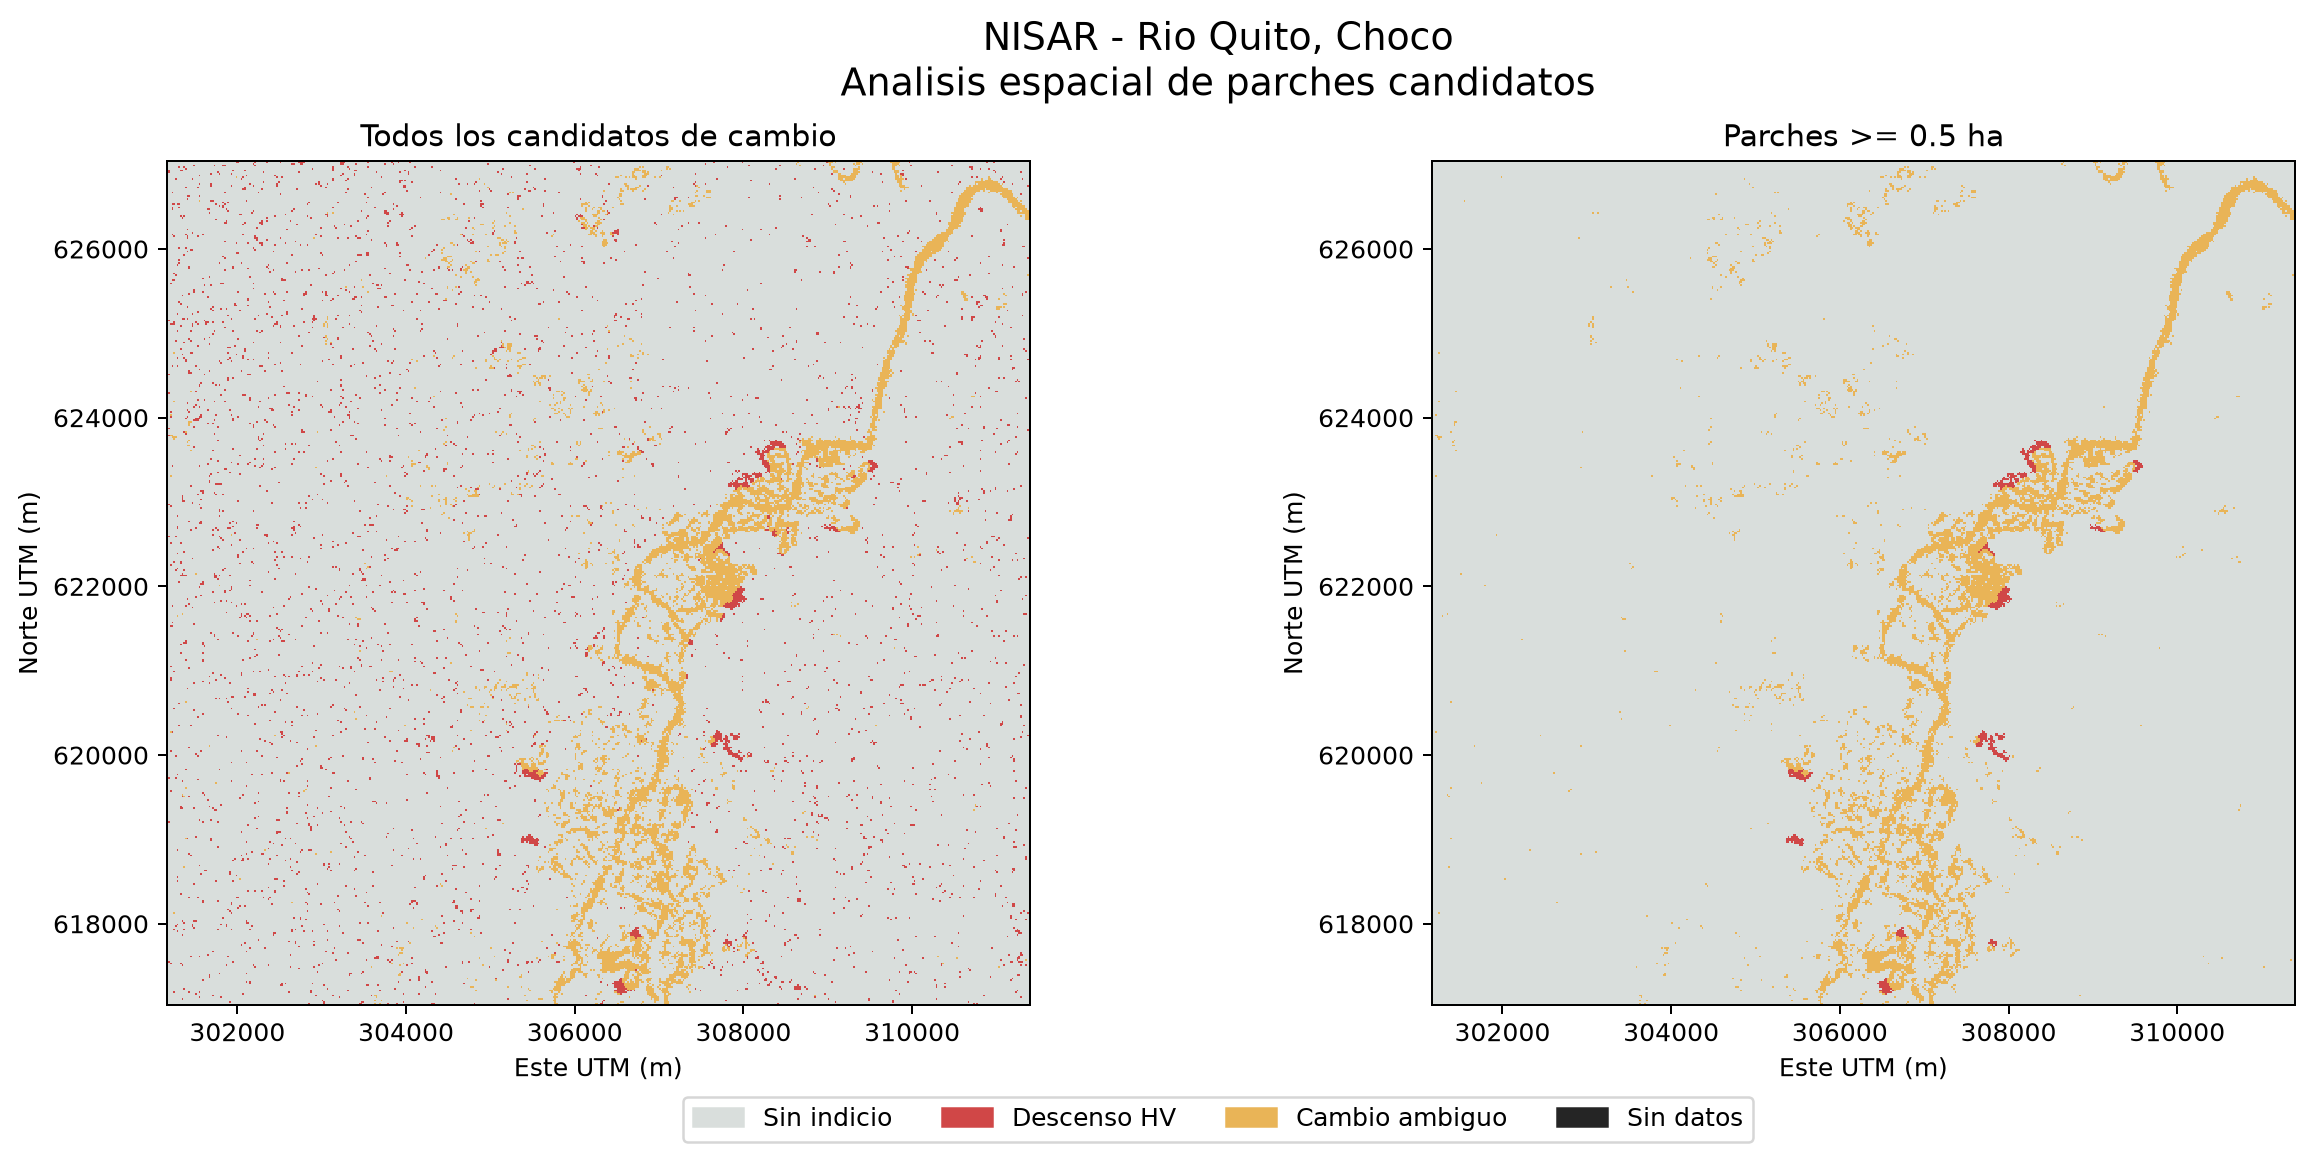 NISAR - Rio Quito, Choco
Analisis espacial de parches candidatos
Todos los candidatos de cambio
Norte UTM (m)
626000
624000
622000
620000
618000
302000 304000 306000 308000 310000
Este UTM (m)
Parches >= 0.5 ha
Norte UTM (m)
626000
624000
622000
620000
618000
302000 304000 306000 308000 310000
Este UTM (m)
Sin indicio Descenso HV Cambio ambiguo Sin datos